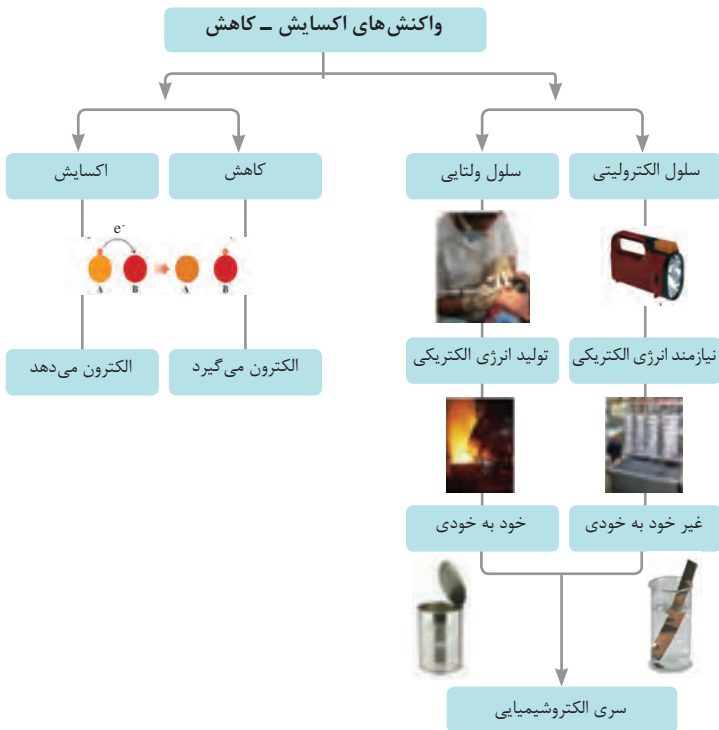 واکنش‌های اکسایش ـ کاهش
سلول الکترولیتی
سلول ولتایی
کاهش
اکسایش
e⁻
A B A B
نیازمند انرژی الکتریکی
تولید انرژی الکتریکی
الکترون می‌گیرد
الکترون می‌دهد
غیر خود به خودی
خود به خودی
سری الکتروشیمیایی